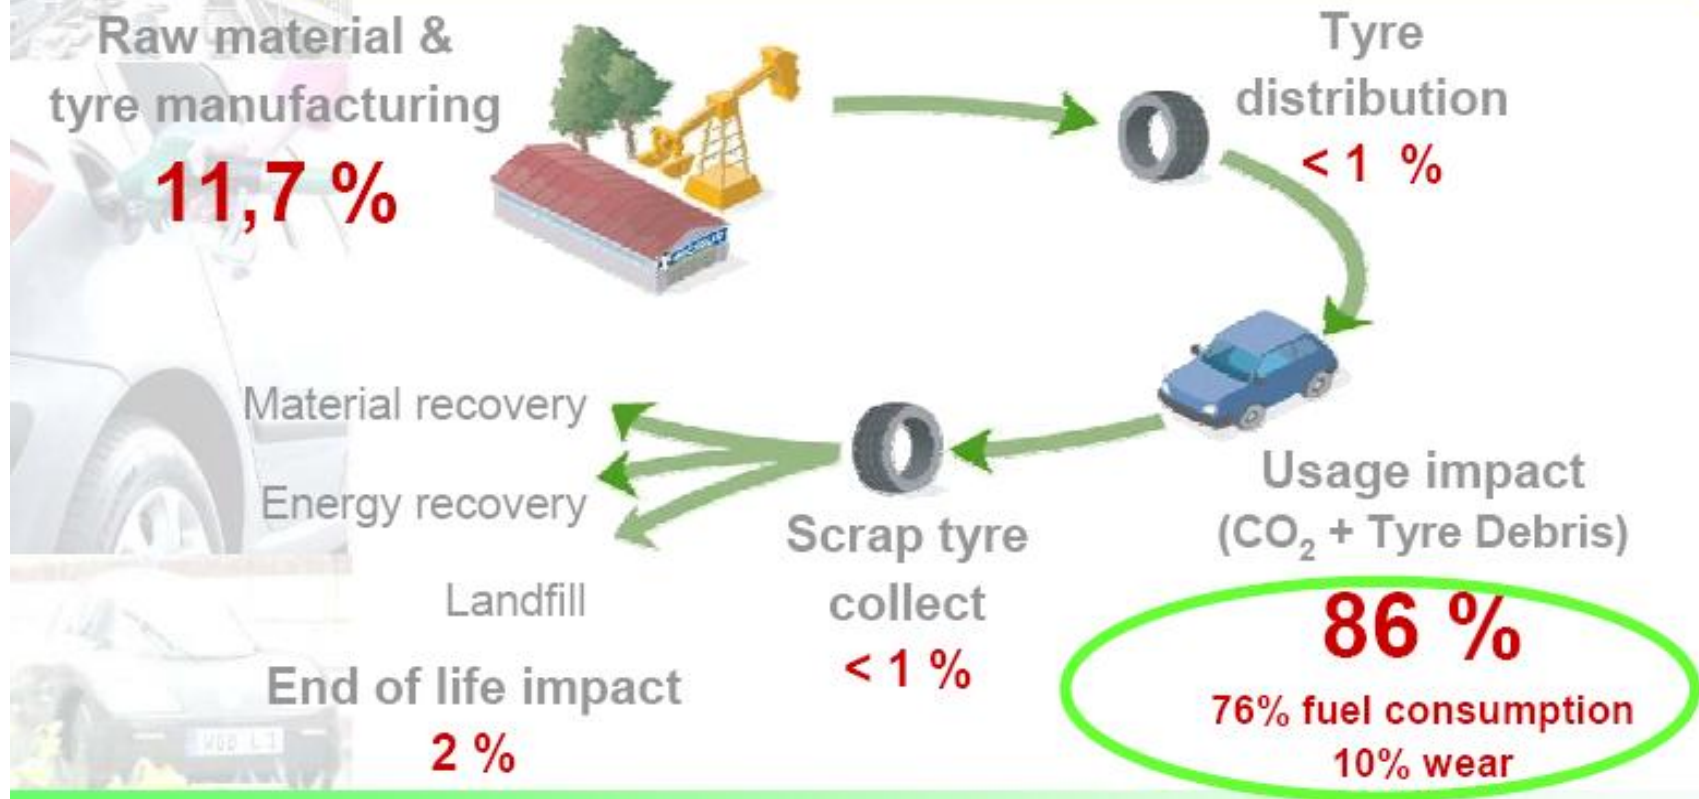 Raw material &
tyre manufacturing
11,7 %
Tyre
distribution
< 1 %
Usage impact
(CO₂ + Tyre Debris)
86 %
76% fuel consumption
10% wear
Scrap tyre
collect
< 1 %
Material recovery
Energy recovery
Landfill
End of life impact
2 %